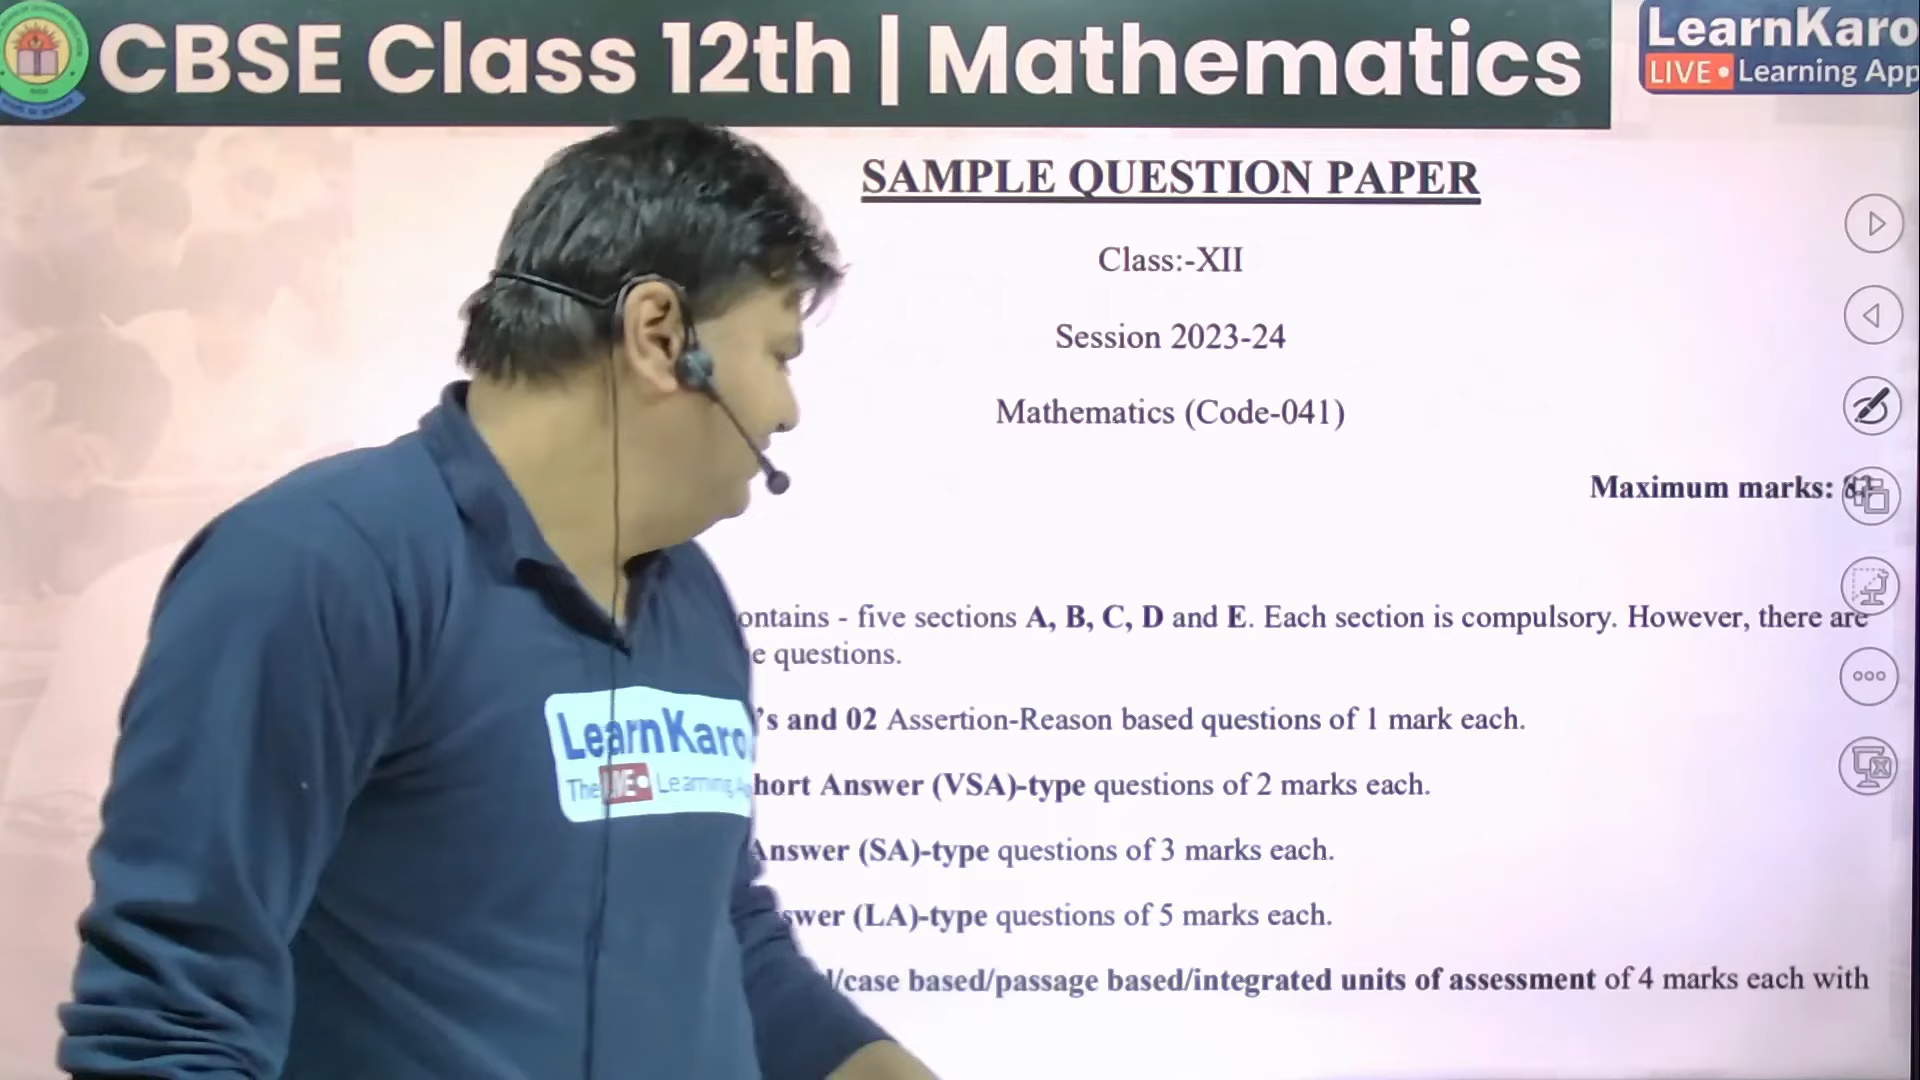 CBSE Class 12th | Mathematics
LearnKaro
LIVE • Learning App
SAMPLE QUESTION PAPER
Class:-XII
Session 2023-24
Mathematics (Code-041)
Maximum marks:
ontains - five sections A, B, C, D and E. Each section is compulsory. However, there are
e questions.
’s and 02 Assertion-Reason based questions of 1 mark each.
hort Answer (VSA)-type questions of 2 marks each.
Answer (SA)-type questions of 3 marks each.
swer (LA)-type questions of 5 marks each.
/case based/passage based/integrated units of assessment of 4 marks each with
LearnKaro
The LIVE • Learning